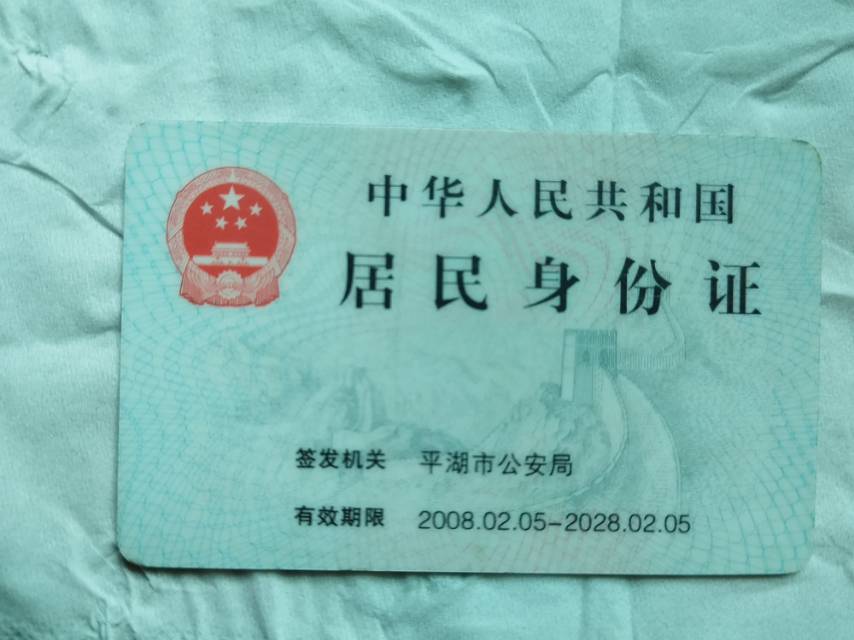 中华人民共和国
居民身份证
签发机关 平湖市公安局
有效期限 2008.02.05-2028.02.05